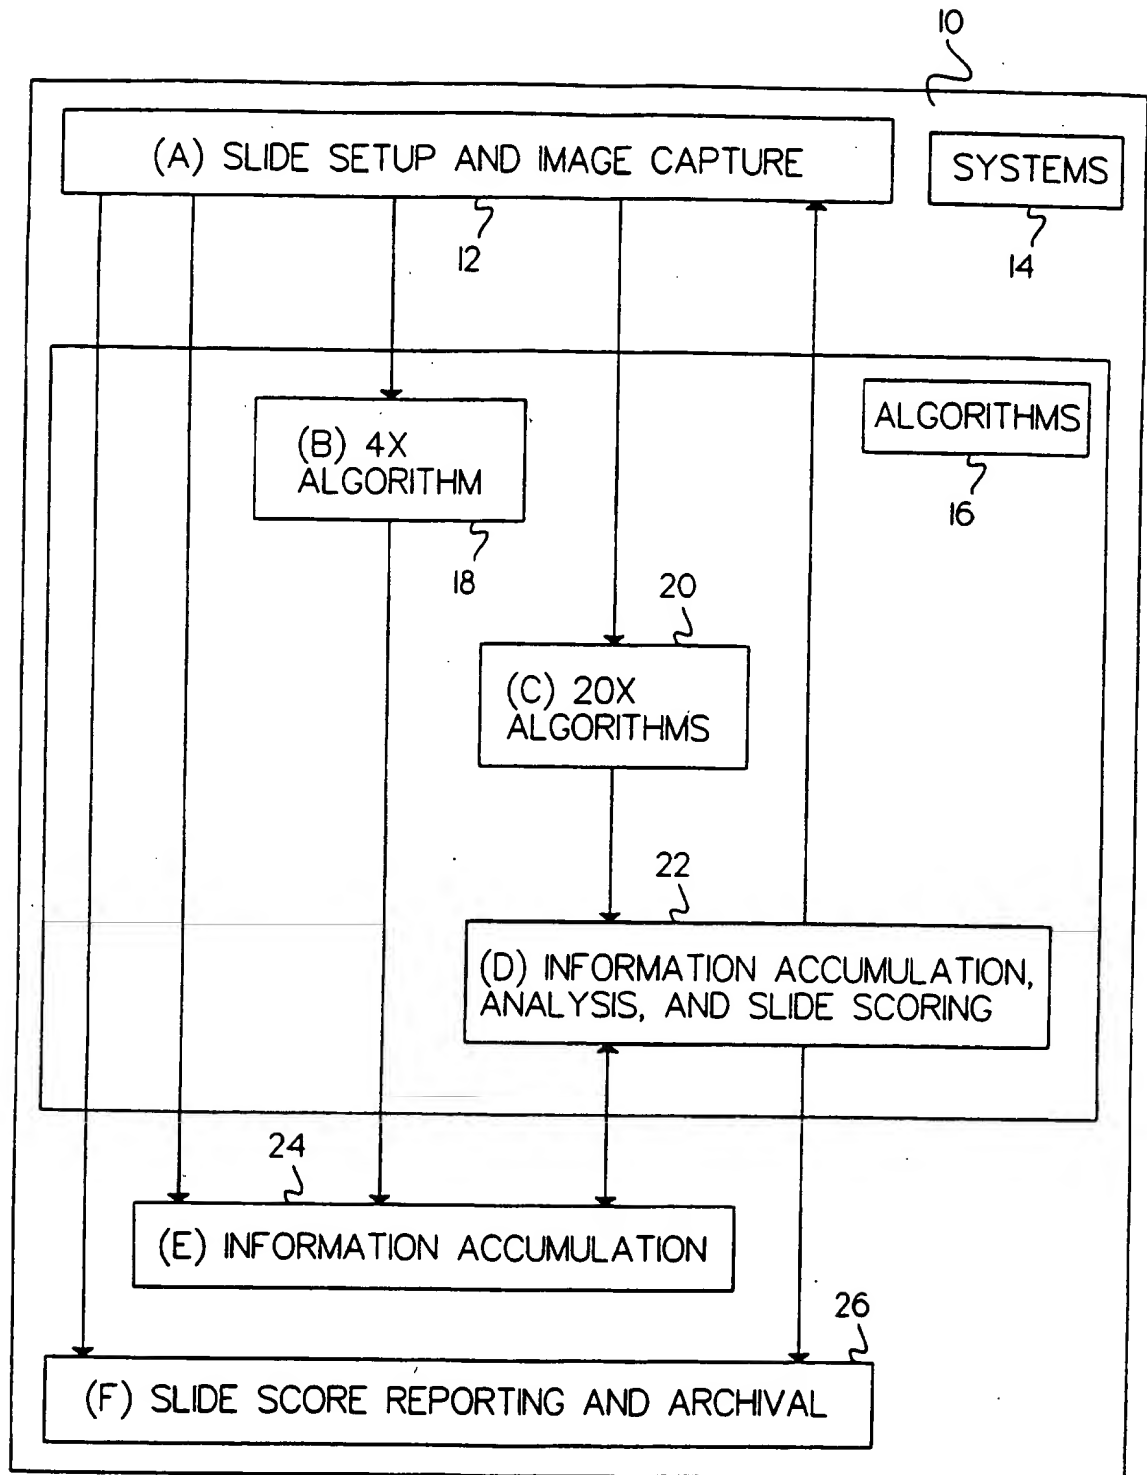 10
(A) SLIDE SETUP AND IMAGE CAPTURE
SYSTEMS
12
14
(B) 4X
ALGORITHM
ALGORITHMS
16
18
20
(C) 20X
ALGORITHMS
22
(D) INFORMATION ACCUMULATION,
ANALYSIS, AND SLIDE SCORING
24
(E) INFORMATION ACCUMULATION
26
(F) SLIDE SCORE REPORTING AND ARCHIVAL